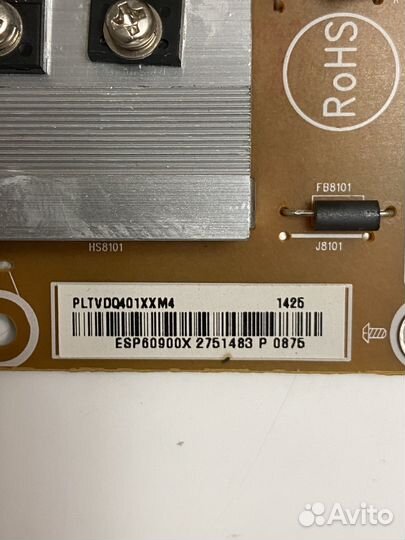 RoHS
FB8101
HS8101
J8101
PLTVDQ401XXM4 1425
ESP60900X 2751483 P 0875
Avito